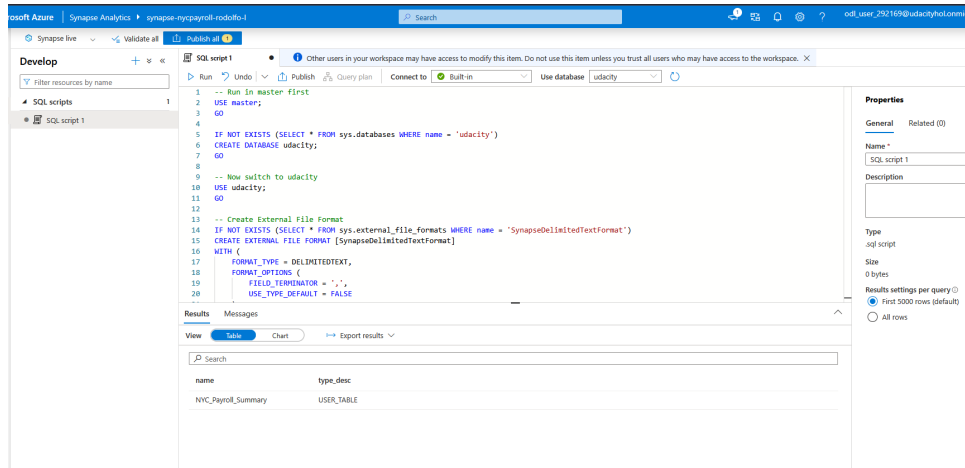 rosoft Azure | Synapse Analytics ▸ synapse-nycpayroll-rodolfo-l
Search
odl_user_292169@udacityhol.onmi
Synapse live
Validate all
Publish all 1
Develop
Filter resources by name
SQL scripts 1
SQL script 1
SQL script 1
Other users in your workspace may have access to modify this item. Do not use this item unless you trust all users who may have access to the workspace.
Run Undo Publish Query plan Connect to Built-in Use database udacity
1 -- Run in master first
2 USE master;
3 GO
4
5 IF NOT EXISTS (SELECT * FROM sys.databases WHERE name = 'udacity')
6 CREATE DATABASE udacity;
7 GO
8
9 -- Now switch to udacity
10 USE udacity;
11 GO
12
13 -- Create External File Format
14 IF NOT EXISTS (SELECT * FROM sys.external_file_formats WHERE name = 'SynapseDelimitedTextFormat')
15 CREATE EXTERNAL FILE FORMAT [SynapseDelimitedTextFormat]
16 WITH (
17 FORMAT_TYPE = DELIMITEDTEXT,
18 FORMAT_OPTIONS (
19 FIELD_TERMINATOR = ',',
20 USE_TYPE_DEFAULT = FALSE
Results Messages
View Table Chart Export results
Search
name type_desc
NYC_Payroll_Summary USER_TABLE
Properties
General Related (0)
Name *
SQL script 1
Description
Type
.sql script
Size
0 bytes
Results settings per query
First 5000 rows (default)
All rows